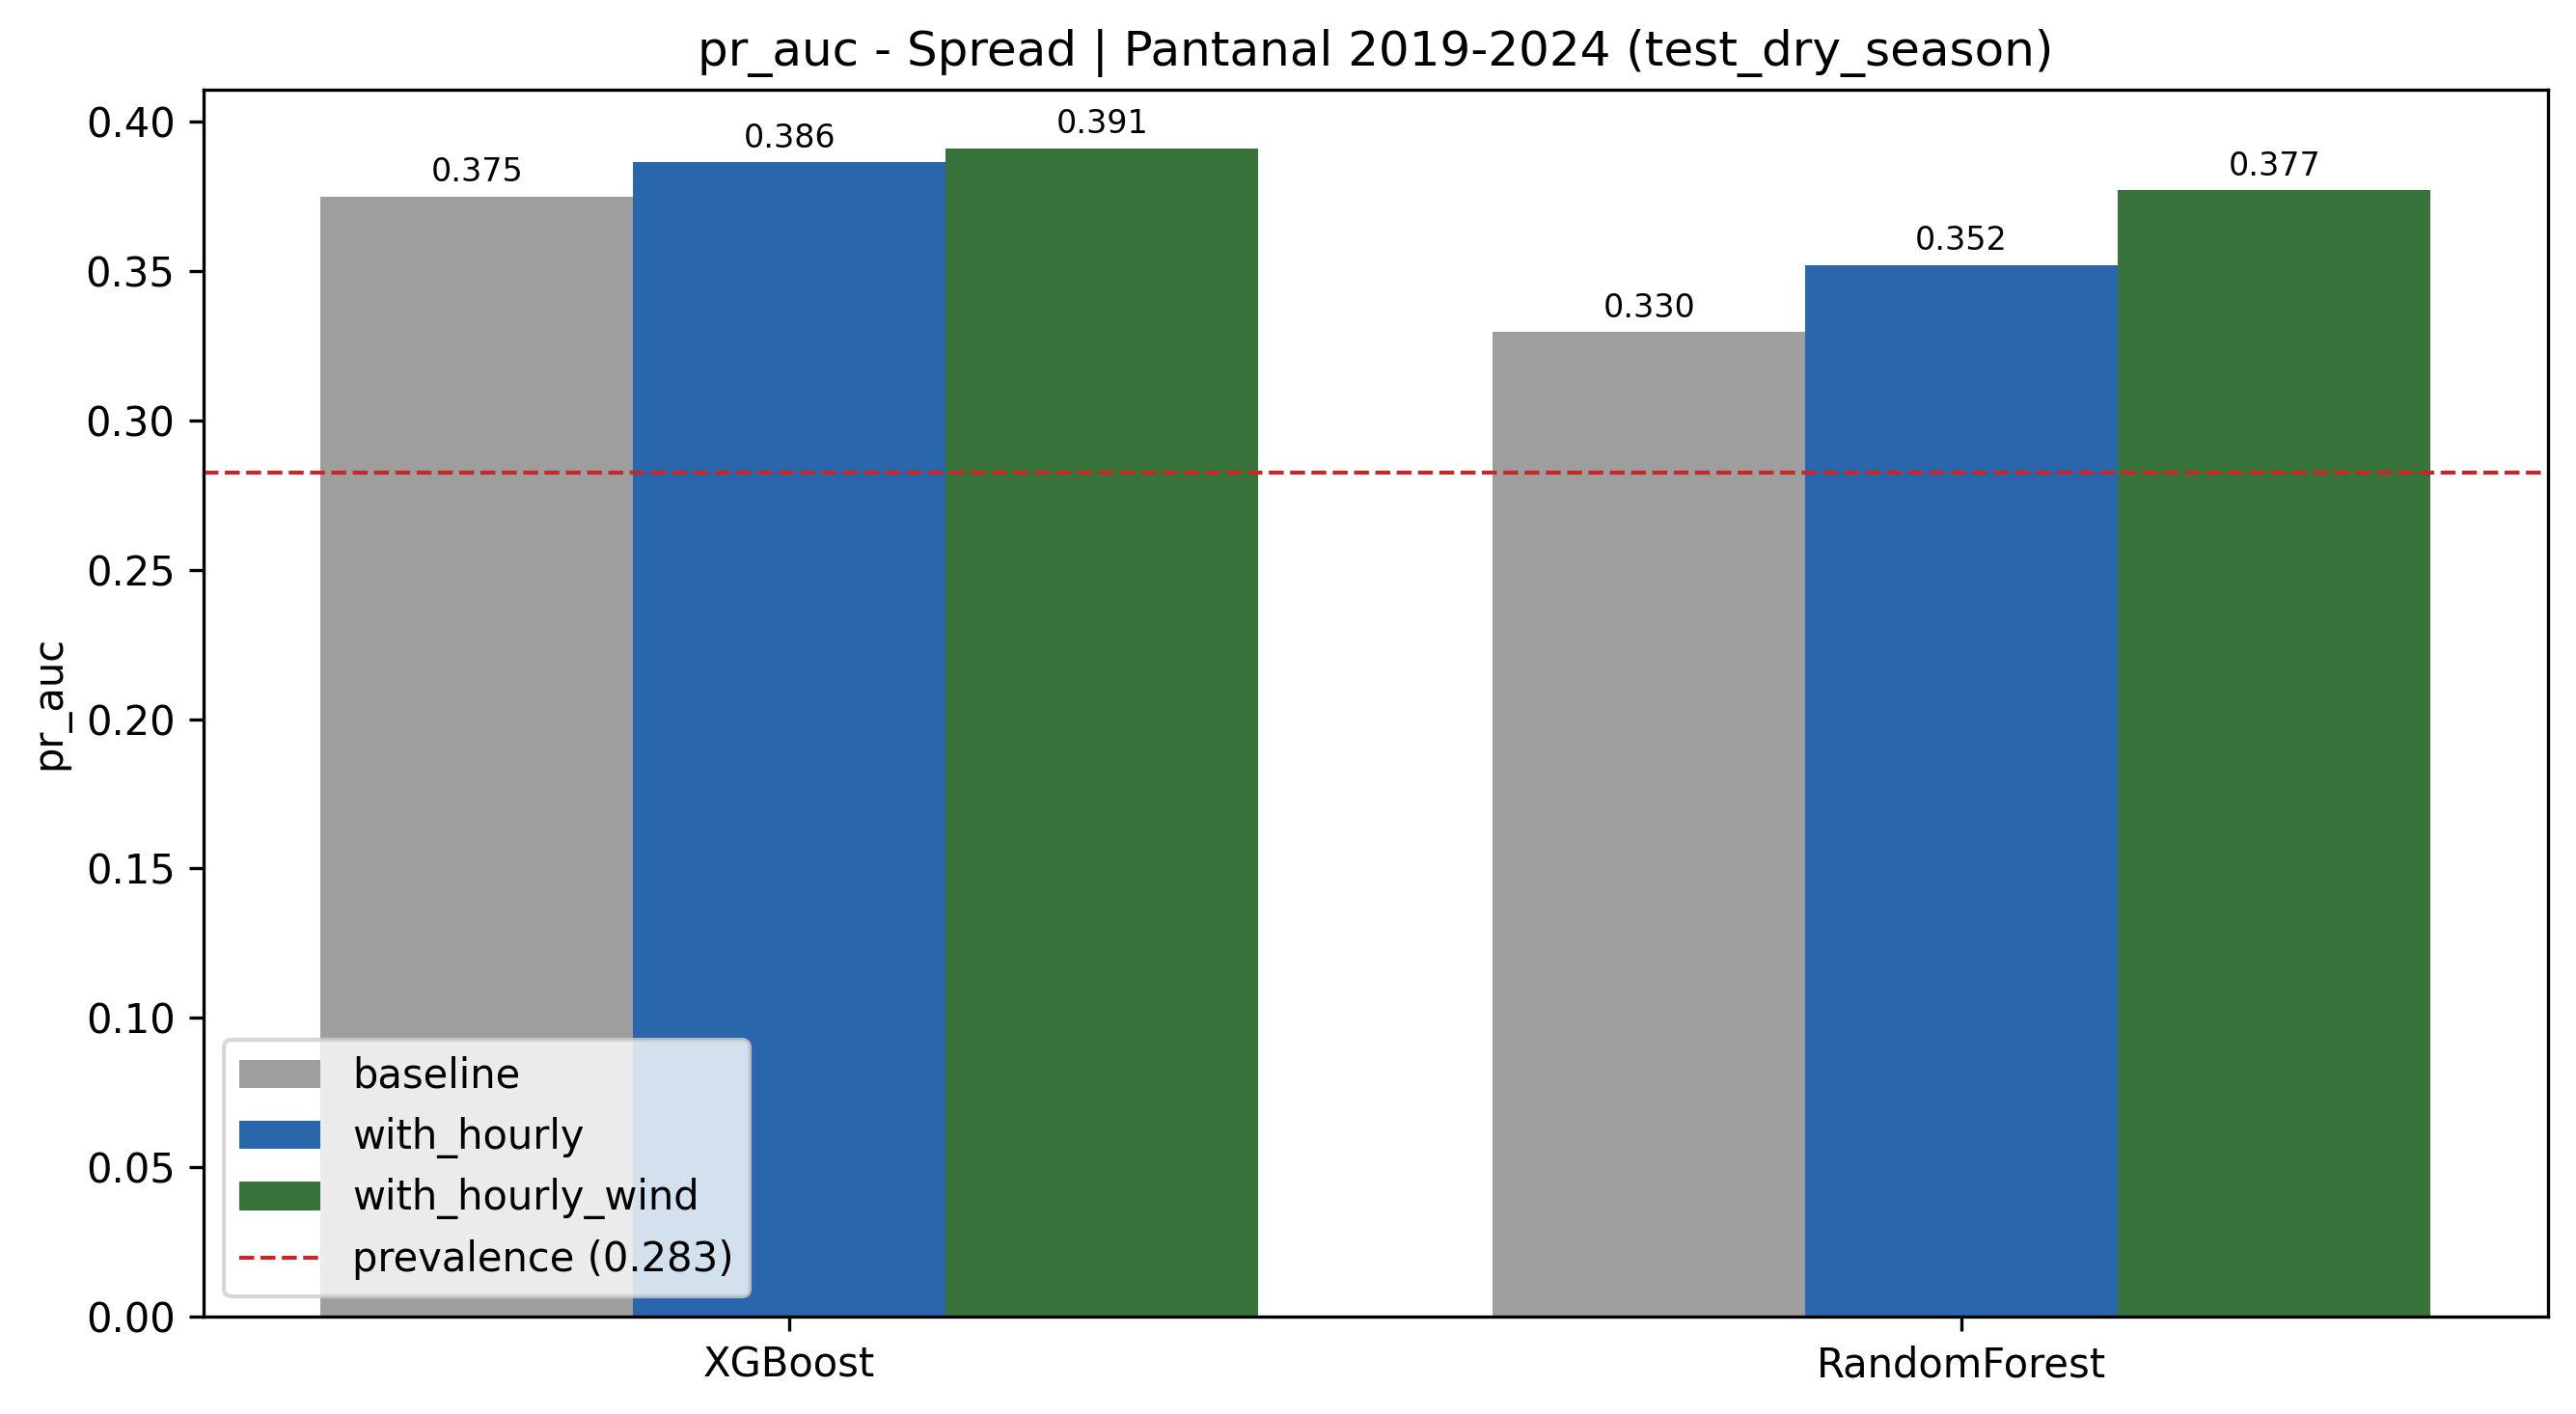 pr_auc - Spread | Pantanal 2019-2024 (test_dry_season)
pr_auc
0.40
0.35
0.30
0.25
0.20
0.15
0.10
0.05
0.00
0.375
0.386
0.391
0.330
0.352
0.377
baseline
with_hourly
with_hourly_wind
prevalence (0.283)
XGBoost
RandomForest